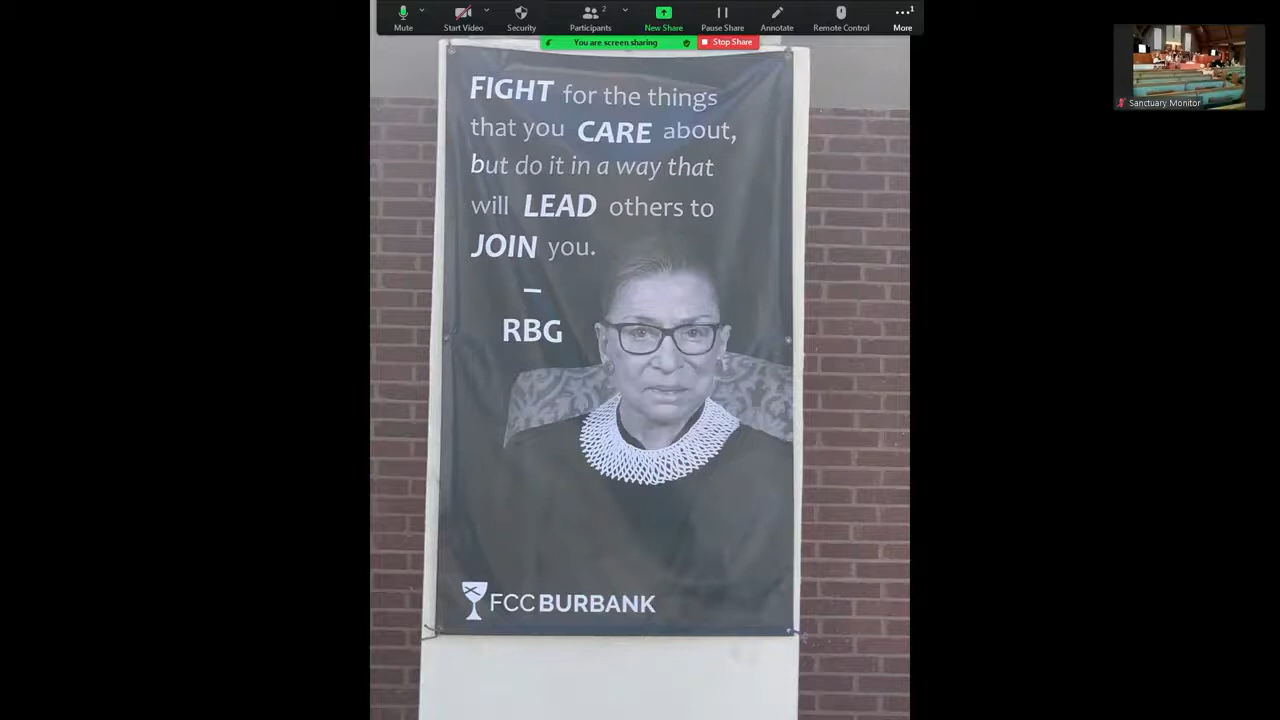 Mute
Start Video
Security
Participants
2
New Share
Pause Share
Annotate
Remote Control
More
1
You are screen sharing
Stop Share
Sanctuary Monitor
FIGHT for the things
that you CARE about,
but do it in a way that
will LEAD others to
JOIN you.
–
RBG
FCC BURBANK